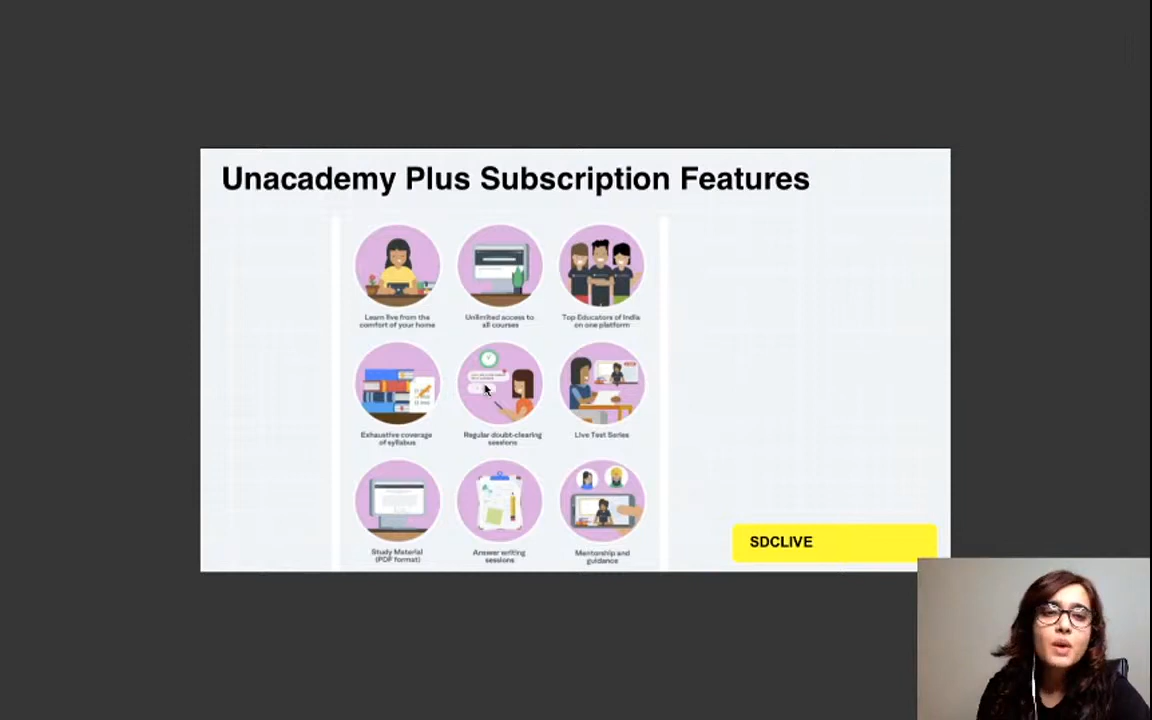 Unacademy Plus Subscription Features
Learn live from the
comfort of your home
Unlimited access to
all courses
Top Educators of India
on one platform
Exhaustive coverage
of syllabus
Regular doubt-clearing
sessions
Live Test Series
Study Material
(PDF format)
Answer writing
sessions
Mentorship and
guidance
SDCLIVE